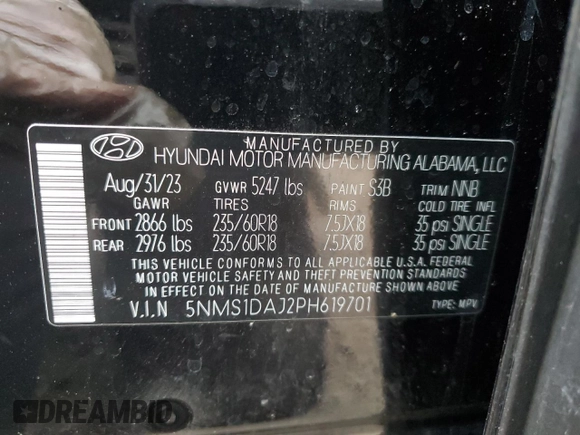 MANUFACTURED BY
HYUNDAI MOTOR MANUFACTURING ALABAMA, LLC
Aug/31/23 GVWR 5247 lbs PAINT S3B TRIM NNB
GAWR TIRES RIMS COLD TIRE INFL
FRONT 2866 lbs 235/60R18 7.5JX18 35 psi SINGLE
REAR 2976 lbs 235/60R18 7.5JX18 35 psi SINGLE
THIS VEHICLE CONFORMS TO ALL APPLICABLE U.S.A. FEDERAL
MOTOR VEHICLE SAFETY AND THEFT PREVENTION STANDARDS
IN EFFECT ON THE DATE OF MANUFACTURE SHOWN ABOVE.
V.I.N 5NMS1DAJ2PH619701 TYPE: MPV
DREAMBID